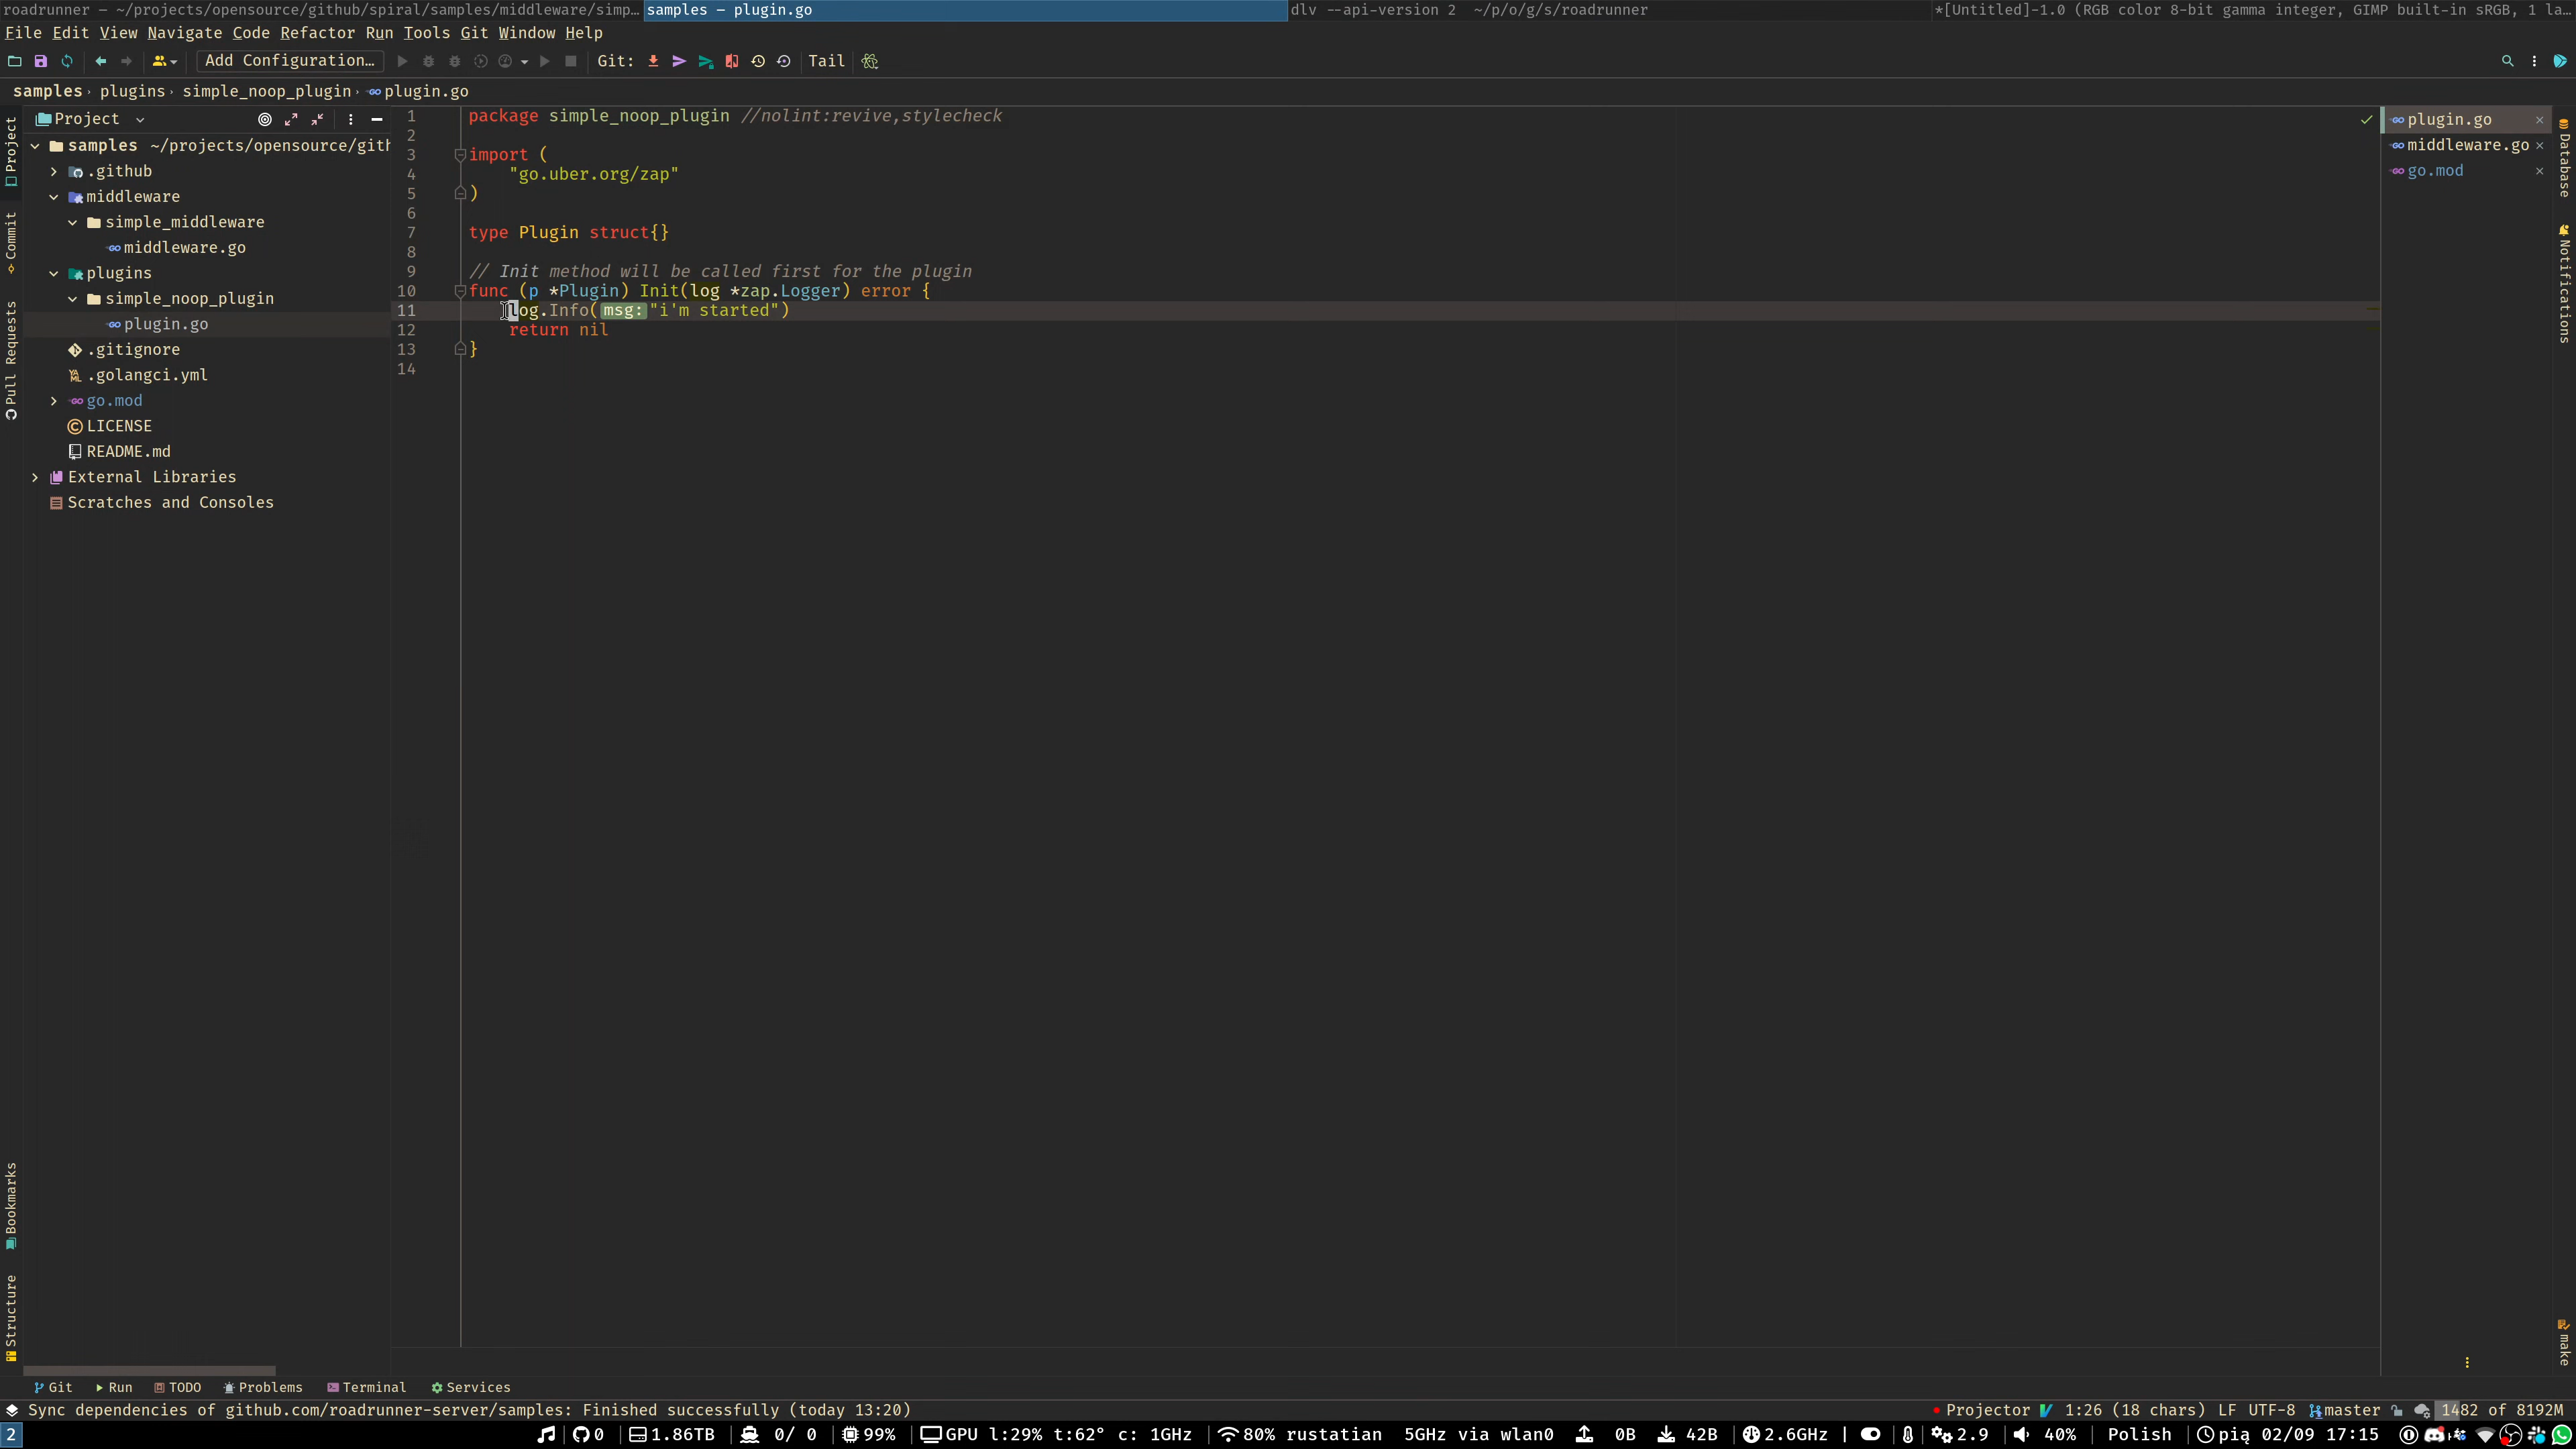 roadrunner – ~/projects/opensource/github/spiral/samples/middleware/simp... samples – plugin.go dlv --api-version 2 ~/p/o/g/s/roadrunner *[Untitled]-1.0 (RGB color 8-bit gamma integer, GIMP built-in sRGB, 1 la...
File Edit View Navigate Code Refactor Run Tools Git Window Help
Add Configuration... Git: Tail
samples › plugins › simple_noop_plugin › plugin.go
Project
samples ~/projects/opensource/gith
.github
middleware
simple_middleware
middleware.go
plugins
simple_noop_plugin
plugin.go
.gitignore
.golangci.yml
go.mod
LICENSE
README.md
External Libraries
Scratches and Consoles
Project
Commit
Pull Requests
Bookmarks
Structure
1 package simple_noop_plugin //nolint:revive,stylecheck
2
3 import (
4 "go.uber.org/zap"
5 )
6
7 type Plugin struct{}
8
9 // Init method will be called first for the plugin
10 func (p *Plugin) Init(log *zap.Logger) error {
11 log.Info( msg: "i'm started")
12 return nil
13 }
14
plugin.go
middleware.go
go.mod
Database
Notifications
make
Git Run TODO Problems Terminal Services
Sync dependencies of github.com/roadrunner-server/samples: Finished successfully (today 13:20) Projector 1:26 (18 chars) LF UTF-8 master 1482 of 8192M
2 0 1.86TB 0/ 0 99% GPU l:29% t:62° c: 1GHz 80% rustatian 5GHz via wlan0 0B 42B 2.6GHz 2.9 40% Polish pią 02/09 17:15